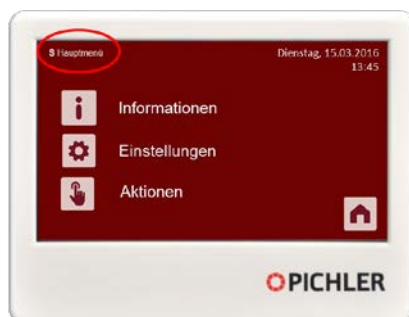 S Hauptmenü
Dienstag, 15.03.2016
13:45
Informationen
Einstellungen
Aktionen
PICHLER